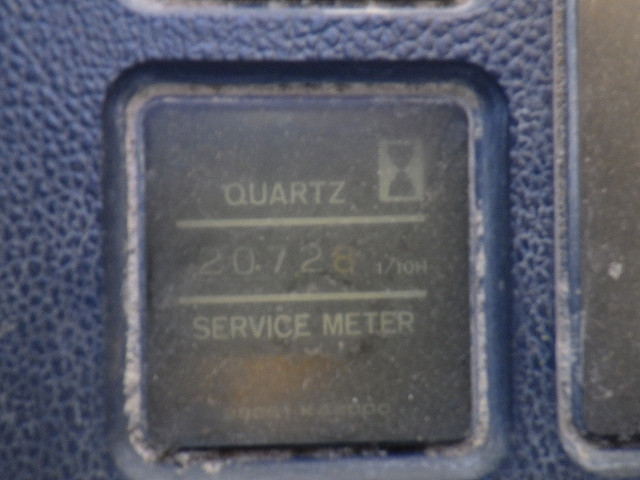 QUARTZ
20728 1/10H
SERVICE METER